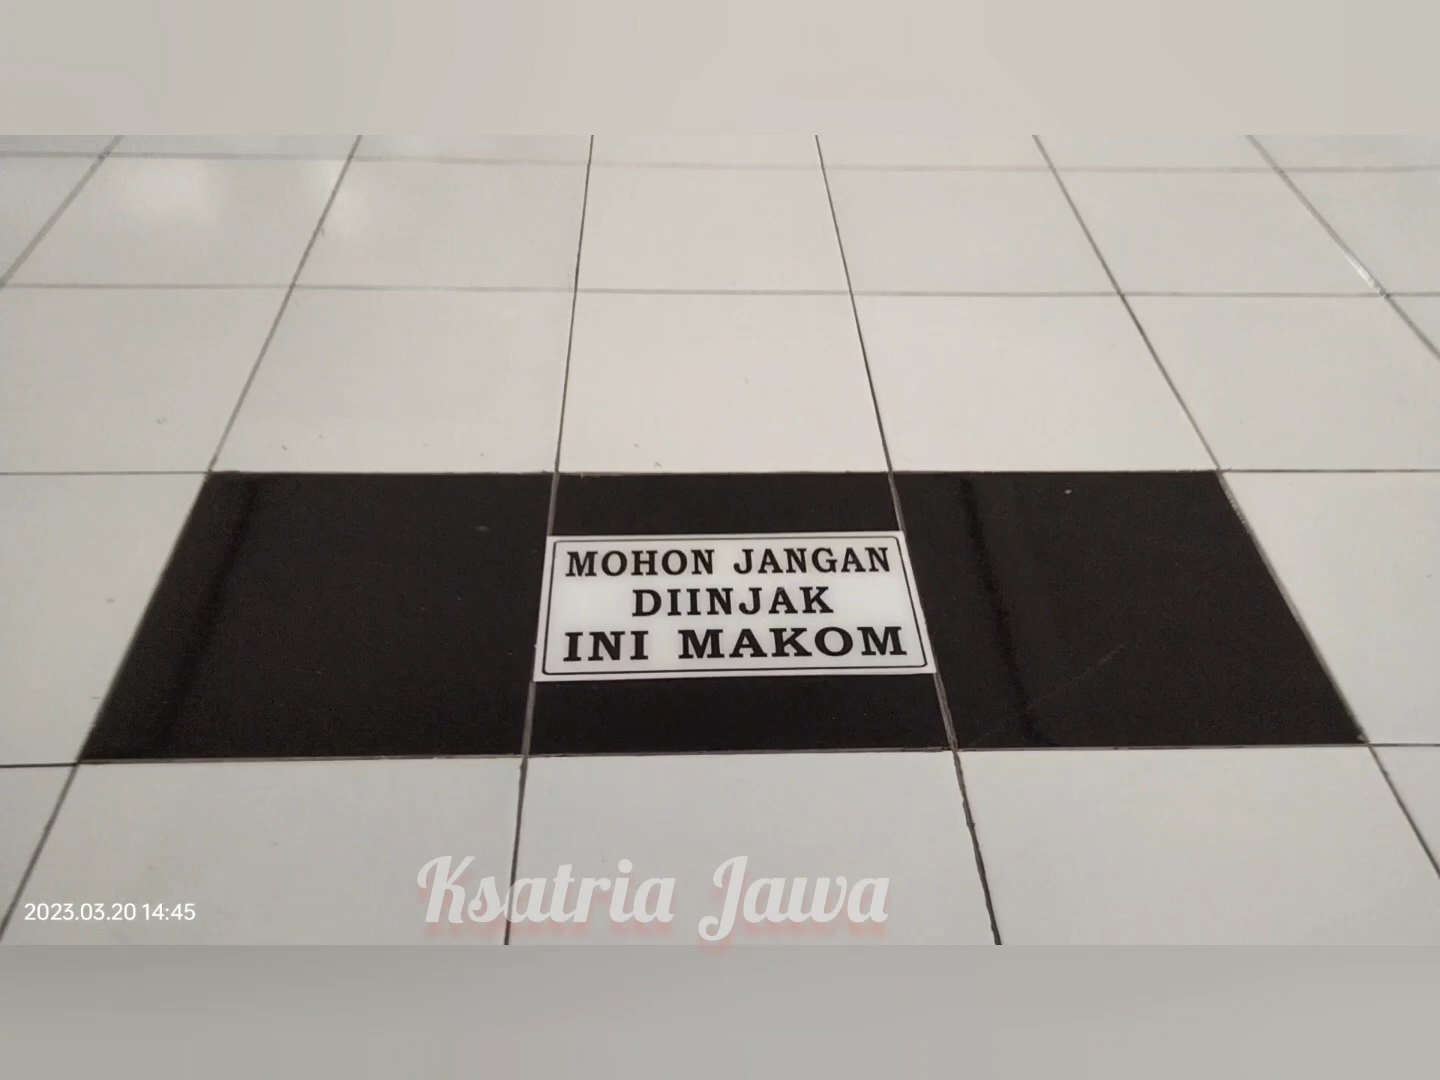 MOHON JANGAN
DIINJAK
INI MAKOM
Ksatria Jawa
2023.03.20 14:45